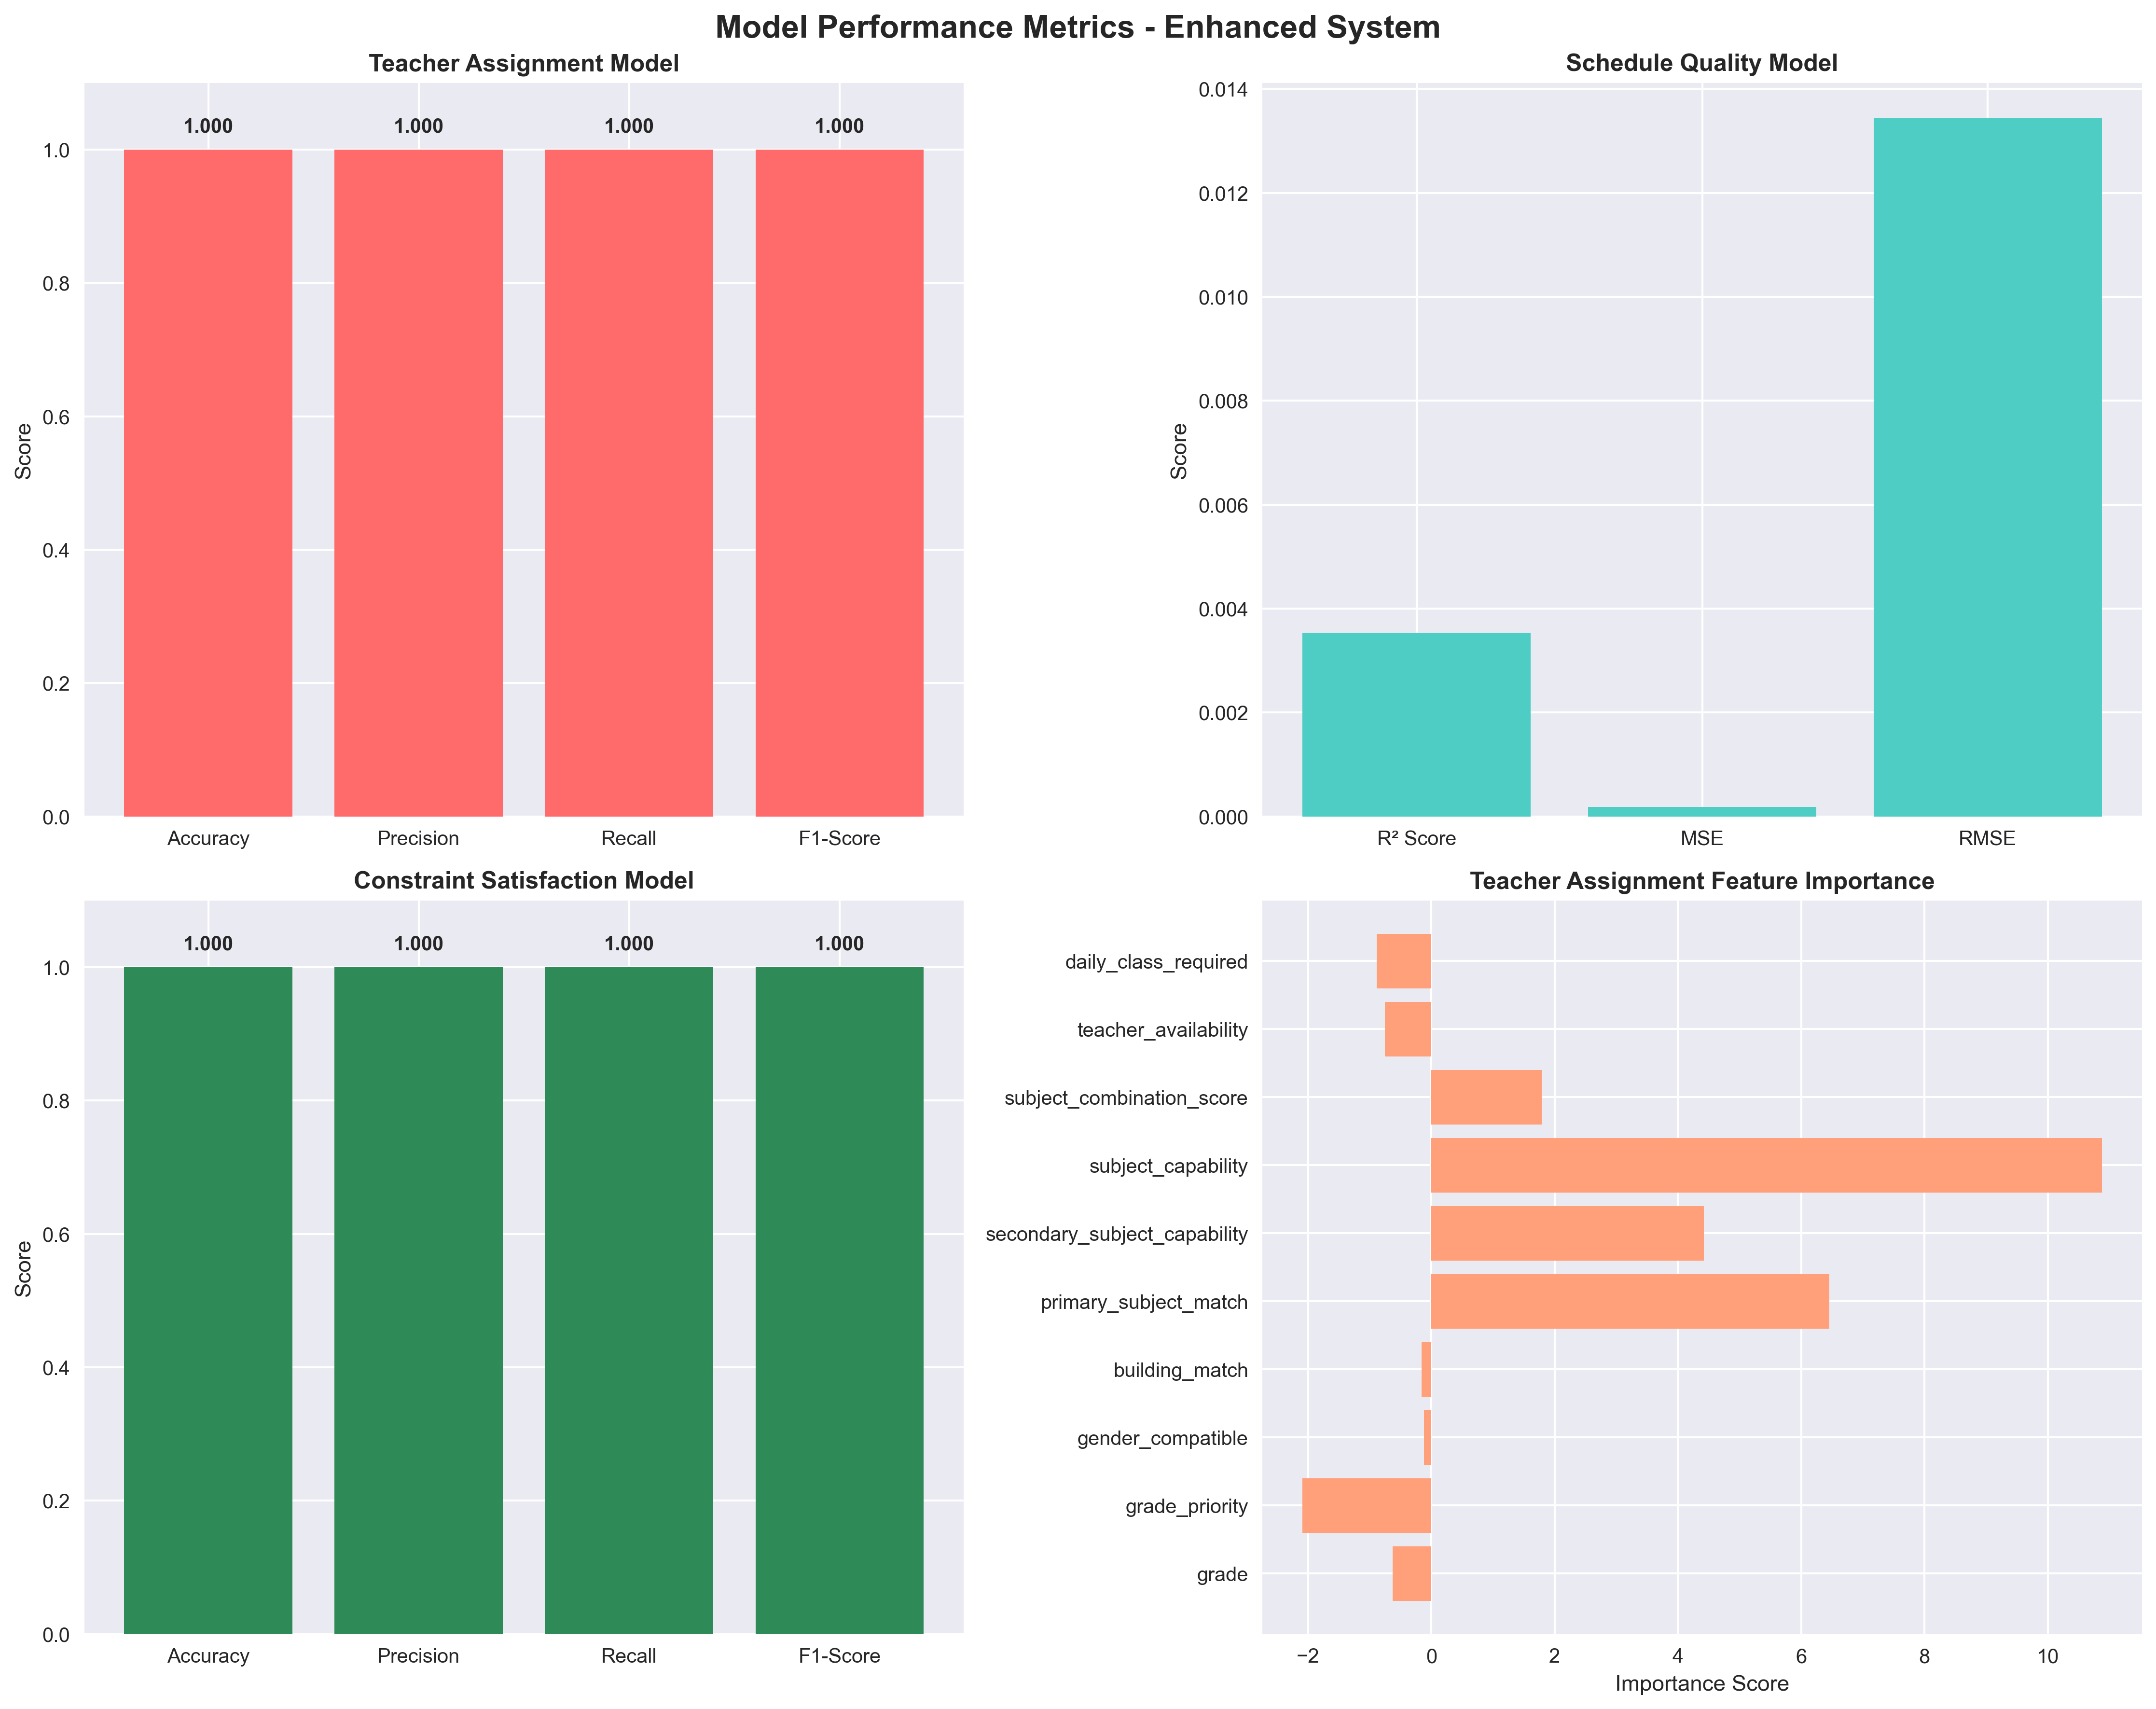 Model Performance Metrics - Enhanced System
Teacher Assignment Model
1.000 1.000 1.000 1.000
1.0
0.8
0.6
0.4
0.2
0.0
Score
Accuracy Precision Recall F1-Score
Schedule Quality Model
0.014
0.012
0.010
0.008
0.006
0.004
0.002
0.000
Score
R² Score MSE RMSE
Constraint Satisfaction Model
1.000 1.000 1.000 1.000
1.0
0.8
0.6
0.4
0.2
0.0
Score
Accuracy Precision Recall F1-Score
Teacher Assignment Feature Importance
daily_class_required
teacher_availability
subject_combination_score
subject_capability
secondary_subject_capability
primary_subject_match
building_match
gender_compatible
grade_priority
grade
−2 0 2 4 6 8 10
Importance Score